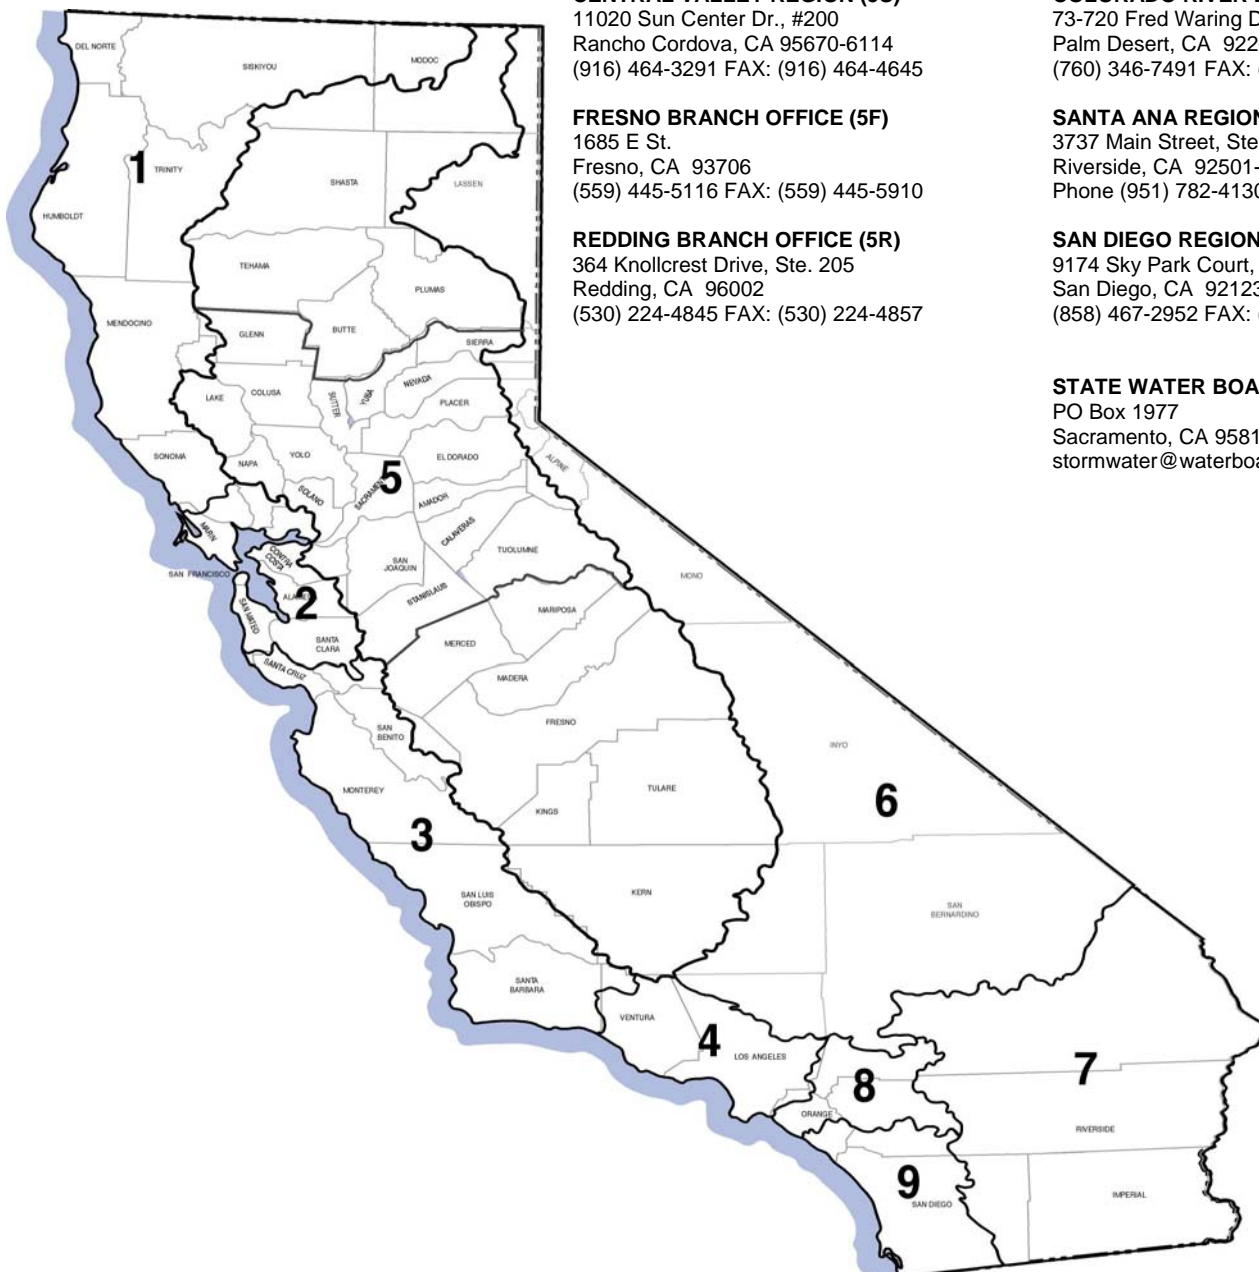 11020 Sun Center Dr., #200
Rancho Cordova, CA 95670-6114
(916) 464-3291 FAX: (916) 464-4645
FRESNO BRANCH OFFICE (5F)
1685 E St.
Fresno, CA 93706
(559) 445-5116 FAX: (559) 445-5910
REDDING BRANCH OFFICE (5R)
364 Knollcrest Drive, Ste. 205
Redding, CA 96002
(530) 224-4845 FAX: (530) 224-4857
73-720 Fred Waring
Palm Desert, CA 922
(760) 346-7491 FAX:
SANTA ANA REGION
3737 Main Street, Ste
Riverside, CA 92501-
Phone (951) 782-4130
SAN DIEGO REGION
9174 Sky Park Court,
San Diego, CA 92123
(858) 467-2952 FAX:
STATE WATER BOA
PO Box 1977
Sacramento, CA 9581
stormwater@waterboa
DEL NORTE
SISKIYOU
MODOC
1
TRINITY
HUMBOLDT
SHASTA
LASSEN
TEHAMA
PLUMAS
MENDOCINO
GLENN
BUTTE
SIERRA
LAKE
COLUSA
SUTTER
YUBA
NEVADA
PLACER
SONOMA
NAPA
YOLO
EL DORADO
ALPINE
SOLANO
SACRAMEN
5
AMADOR
MARIN
CALAVERAS
CONTRA
COSTA
SAN
JOAQUIN
TUOLUMNE
SAN FRANCISCO
2
STANISLAUS
MONO
SAN MATEO
SANTA
CLARA
MERCED
MARIPOSA
SANTA CRUZ
MADERA
SAN
BENITO
FRESNO
INYO
MONTEREY
KINGS
TULARE
6
3
SAN LUIS
OBISPO
KERN
SAN
BERNARDINO
SANTA
BARBARA
VENTURA
4
LOS ANGELES
7
8
ORANGE
RIVERSIDE
9
SAN DIEGO
IMPERIAL